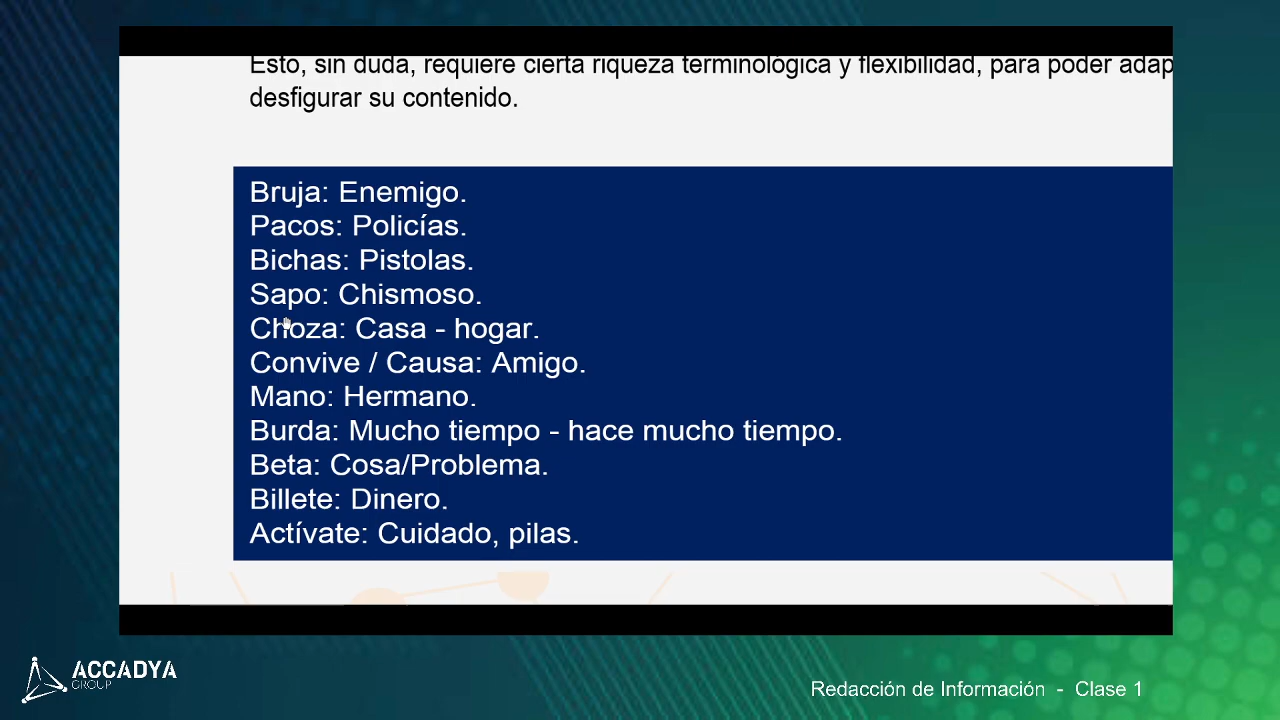 Esto, sin duda, requiere cierta riqueza terminológica y flexibilidad, para poder adap
desfigurar su contenido.
Bruja: Enemigo.
Pacos: Policías.
Bichas: Pistolas.
Sapo: Chismoso.
Choza: Casa - hogar.
Convive / Causa: Amigo.
Mano: Hermano.
Burda: Mucho tiempo - hace mucho tiempo.
Beta: Cosa/Problema.
Billete: Dinero.
Actívate: Cuidado, pilas.
ACCADYA
GROUP
Redacción de Información - Clase 1